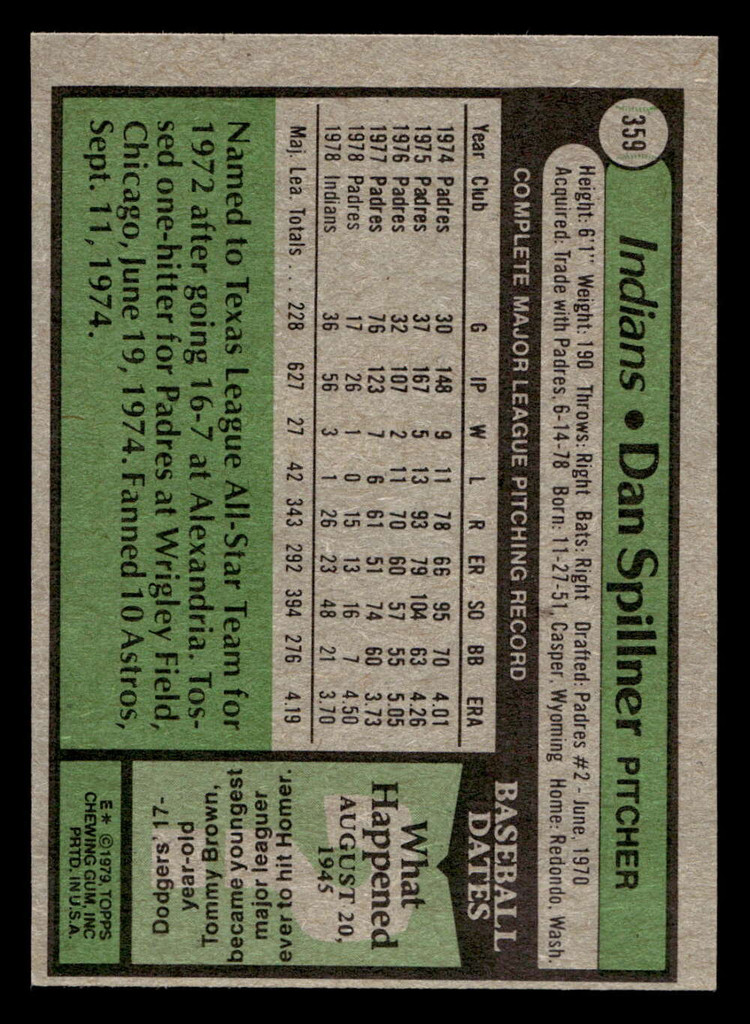 359
Indians • Dan Spillner PITCHER
Height: 6'1" Weight: 190 Throws: Right Bats: Right Drafted: Padres #2 - June, 1970
Acquired: Trade with Padres, 6-14-78 Born: 11-27-51, Casper, Wyoming Home: Redondo, Wash.
COMPLETE MAJOR LEAGUE PITCHING RECORD
Year Club G IP W L R ER SO BB ERA
1974 Padres 30 148 9 11 78 66 95 70 4.01
1975 Padres 37 167 5 13 93 79 104 63 4.26
1976 Padres 32 107 2 11 70 60 57 55 5.05
1977 Padres 76 123 7 6 61 51 74 60 3.73
1978 Padres 17 26 1 0 15 13 16 7 4.50
1978 Indians 36 56 3 1 26 23 48 21 3.70
Maj. Lea. Totals ... 228 627 27 42 343 292 394 276 4.19
Named to Texas League All-Star Team for
1972 after going 16-7 at Alexandria. Tos-
sed one-hitter for Padres at Wrigley Field,
Chicago, June 19, 1974. Fanned 10 Astros,
Sept. 11, 1974.
BASEBALL
DATES
What
Happened
AUGUST 20,
1945
ever to hit Homer.
major leaguer
became youngest
Tommy Brown,
year-old
Dodgers' 17-
E* © 1979, TOPPS
CHEWING GUM, INC
PRTD. IN U.S.A.